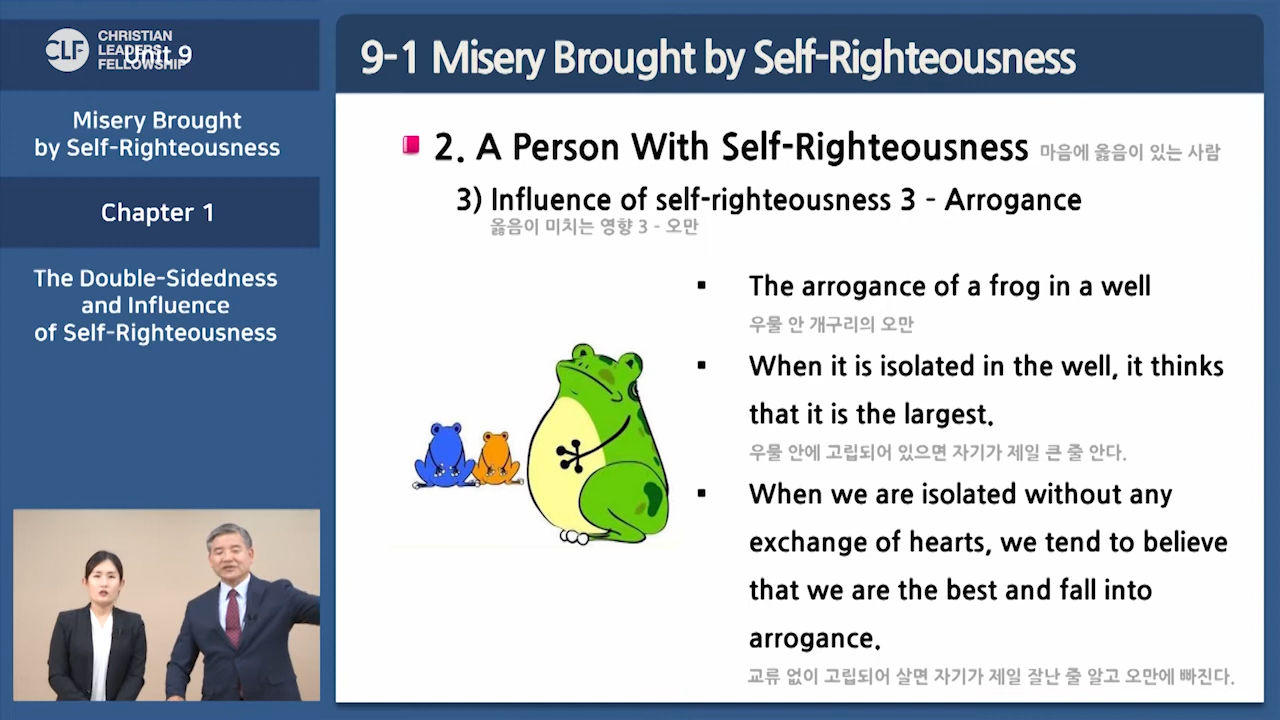 CLF
CHRISTIAN
LEADERS
FELLOWSHIP
Unit 9
Misery Brought
by Self-Righteousness
Chapter 1
The Double-Sidedness
and Influence
of Self-Righteousness
9-1 Misery Brought by Self-Righteousness
2. A Person With Self-Righteousness 마음에 옳음이 있는 사람
3) Influence of self-righteousness 3 - Arrogance
옳음이 미치는 영향 3 - 오만
▪ The arrogance of a frog in a well
우물 안 개구리의 오만
▪ When it is isolated in the well, it thinks
that it is the largest.
우물 안에 고립되어 있으면 자기가 제일 큰 줄 안다.
▪ When we are isolated without any
exchange of hearts, we tend to believe
that we are the best and fall into
arrogance.
교류 없이 고립되어 살면 자기가 제일 잘난 줄 알고 오만에 빠진다.